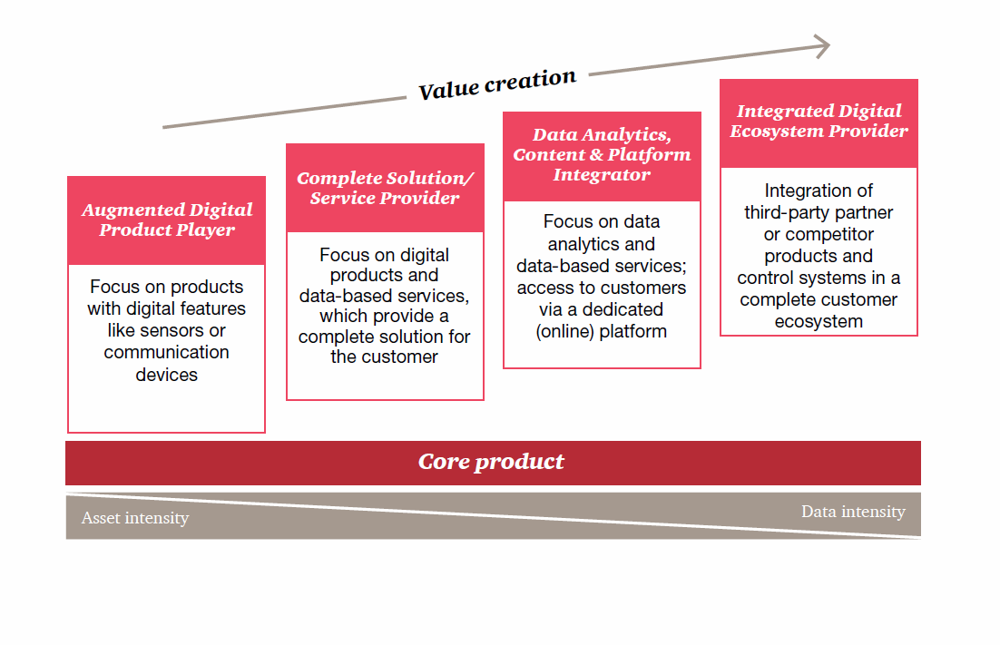 Value creation
Augmented Digital
Product Player
Focus on products
with digital features
like sensors or
communication
devices
Complete Solution/
Service Provider
Focus on digital
products and
data-based services,
which provide a
complete solution for
the customer
Data Analytics,
Content & Platform
Integrator
Focus on data
analytics and
data-based services;
access to customers
via a dedicated
(online) platform
Integrated Digital
Ecosystem Provider
Integration of
third-party partner
or competitor
products and
control systems in a
complete customer
ecosystem
Core product
Asset intensity
Data intensity